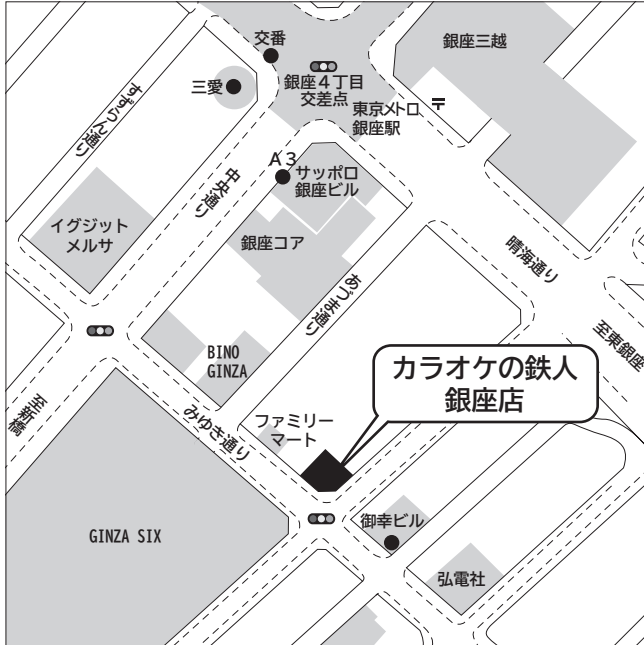 交番
銀座三越
三愛
銀座4丁目
交差点
東京メトロ
銀座駅
〒
すずらん通り
A3
サッポロ
銀座ビル
中央通り
イグジット
メルサ
銀座コア
晴海通り
あづま通り
至東銀座
BINO
GINZA
カラオケの鉄人
銀座店
みゆき通り
ファミリー
マート
至新橋
GINZA SIX
御幸ビル
弘電社